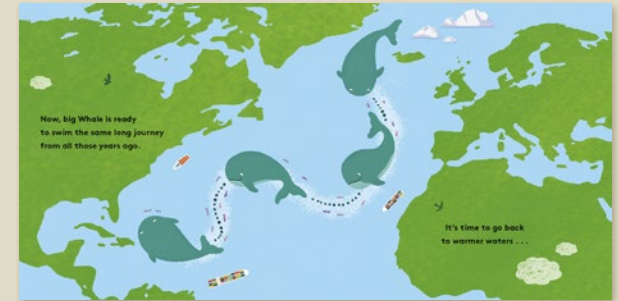 Now, big Whale is ready
to swim the same long journey
from all those years ago.
It's time to go back
to warmer waters . . .